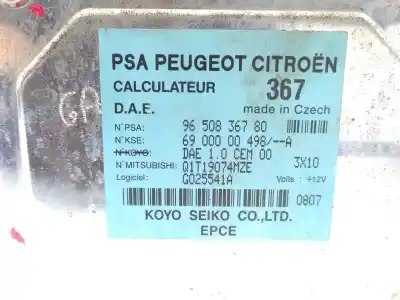 PSA PEUGEOT CITROËN
CALCULATEUR 367
D.A.E. made in Czech
N°PSA: 96 508 367 80
N°KSE: 69 000 00 498/--A
N°KOYO: DAE 1.0 CEM 00
N°MITSUBISHI: Q1T19074MZE 3X10
Logiciel: G025541A Volts : +12V
0807
KOYO SEIKO CO.,LTD.
EPCE